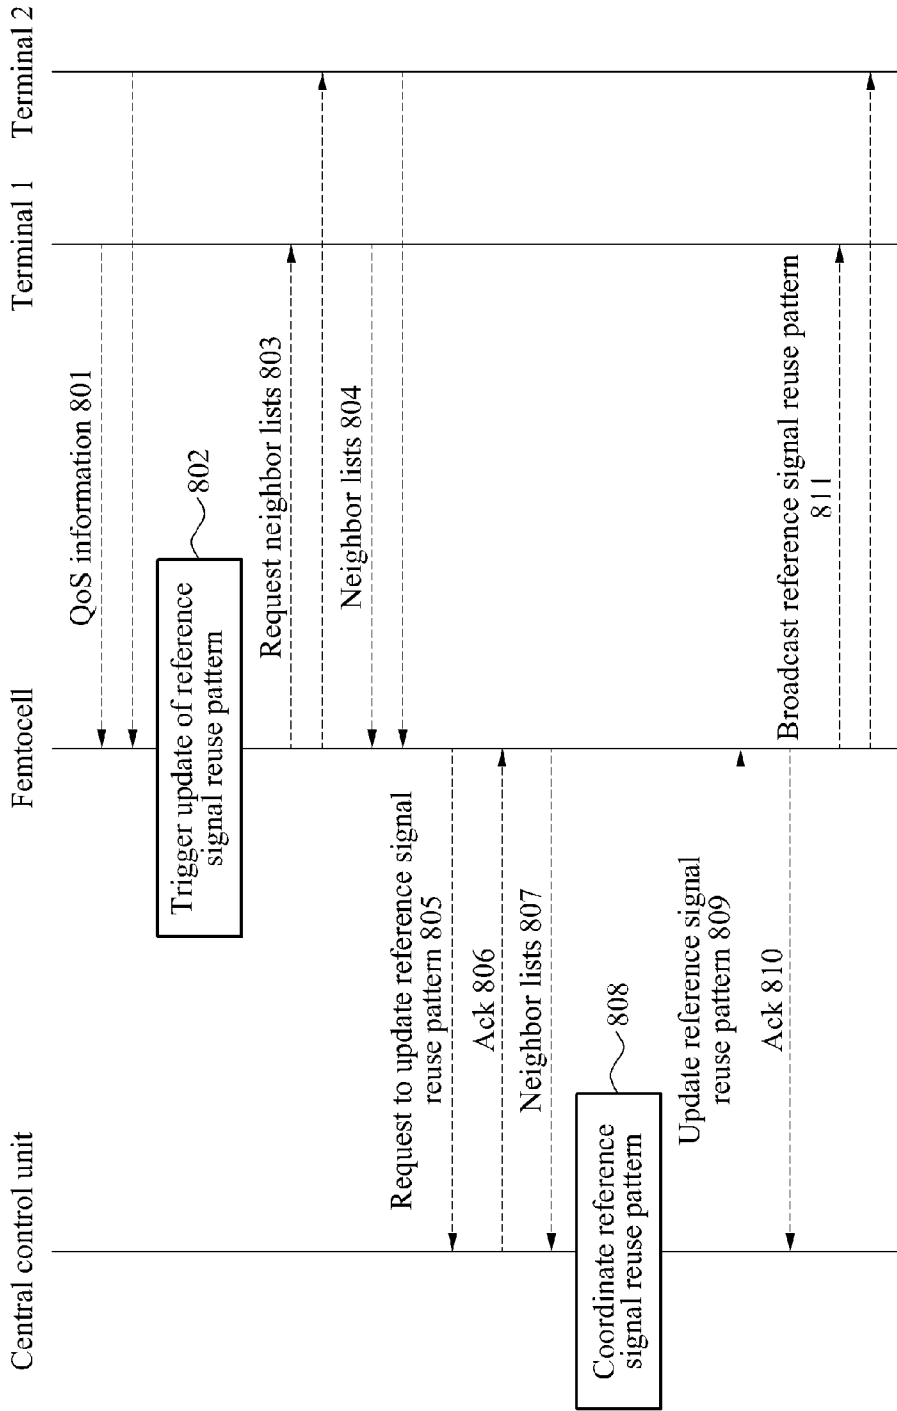 Central control unit
Femtocell
Terminal 1
Terminal 2
QoS information 801
Trigger update of reference
signal reuse pattern
802
Request neighbor lists 803
Neighbor lists 804
Request to update reference signal
reuse pattern 805
Ack 806
Neighbor lists 807
Coordinate reference
signal reuse pattern
808
Update reference signal
reuse pattern 809
Ack 810
Broadcast reference signal reuse pattern
811